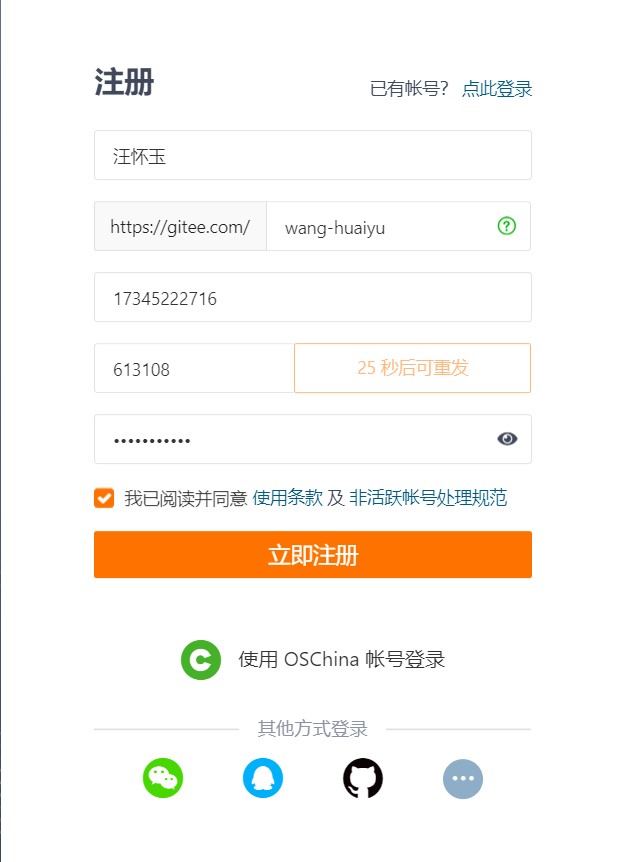 注册
已有帐号? 点此登录
汪怀玉
https://gitee.com/ wang-huaiyu
17345222716
613108 25 秒后可重发
•••••••••••
我已阅读并同意 使用条款 及 非活跃帐号处理规范
立即注册
使用 OSChina 帐号登录
其他方式登录